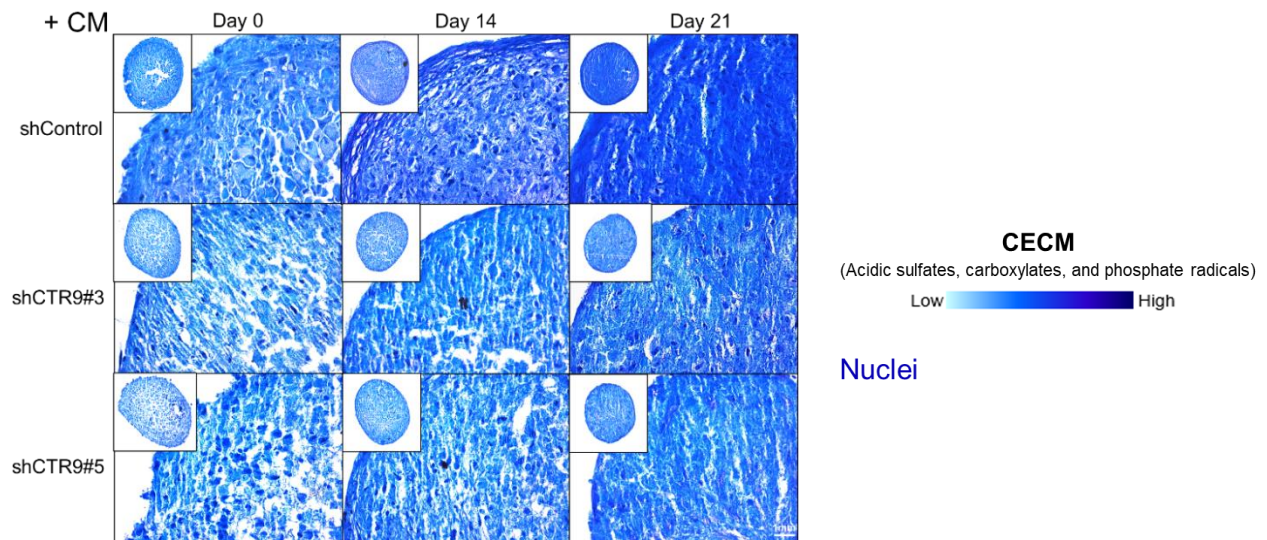 + CM
Day 0
Day 14
Day 21
shControl
shCTR9#3
shCTR9#5
CECM
(Acidic sulfates, carboxylates, and phosphate radicals)
Low
High
Nuclei